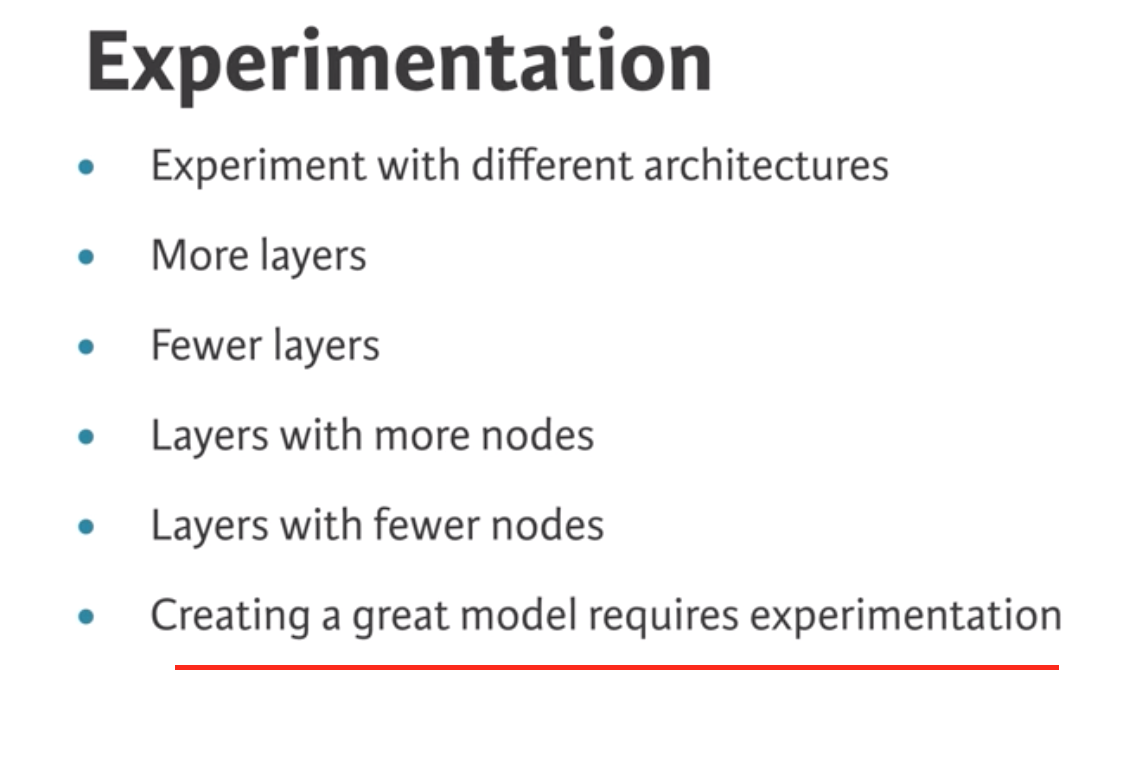 Experimentation
• Experiment with different architectures
• More layers
• Fewer layers
• Layers with more nodes
• Layers with fewer nodes
• Creating a great model requires experimentation